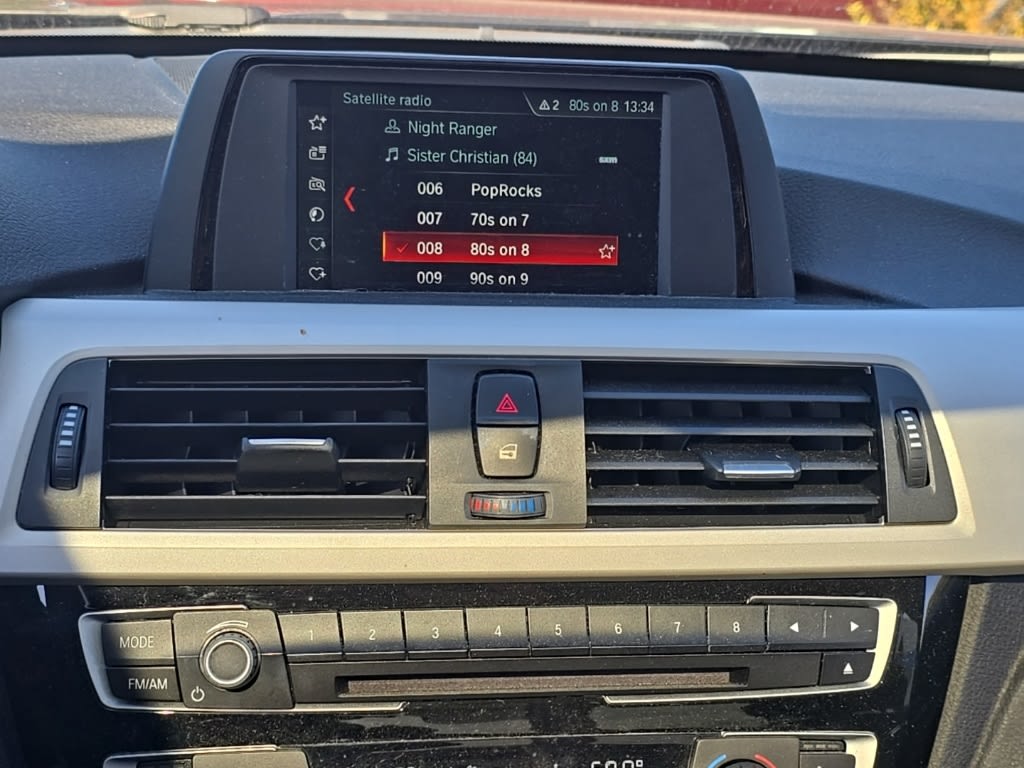 Satellite radio 2 80s on 8 13:34
Night Ranger
Sister Christian (84) sxm
006 PopRocks
007 70s on 7
008 80s on 8
009 90s on 9
MODE 1 2 3 4 5 6 7 8
FM/AM